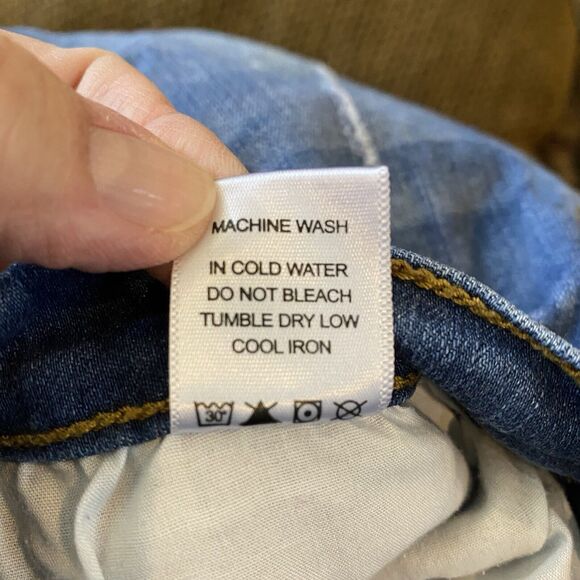 MACHINE WASH
IN COLD WATER
DO NOT BLEACH
TUMBLE DRY LOW
COOL IRON
30°